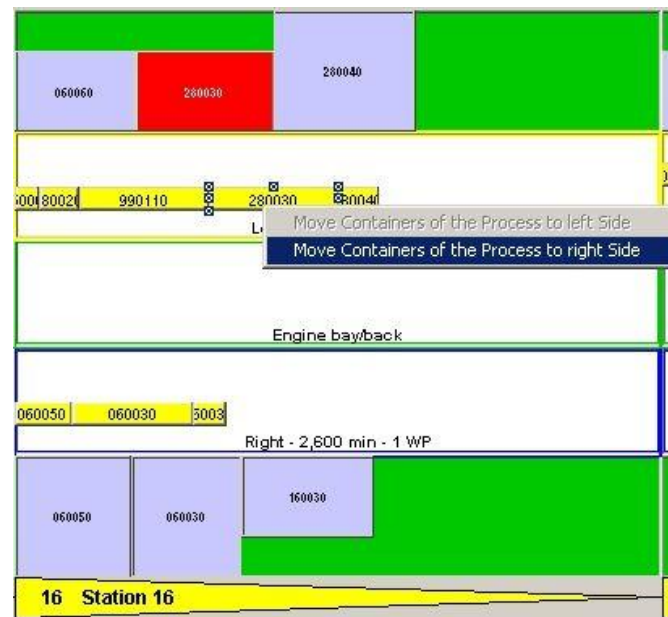 280040
060060 280030
80020 990110 280030
Move Containers of the Process to left Side
Move Containers of the Process to right Side
Engine bay/back
060050 060030
Right - 2,600 min - 1 WP
160030
060050 060030
16 Station 16